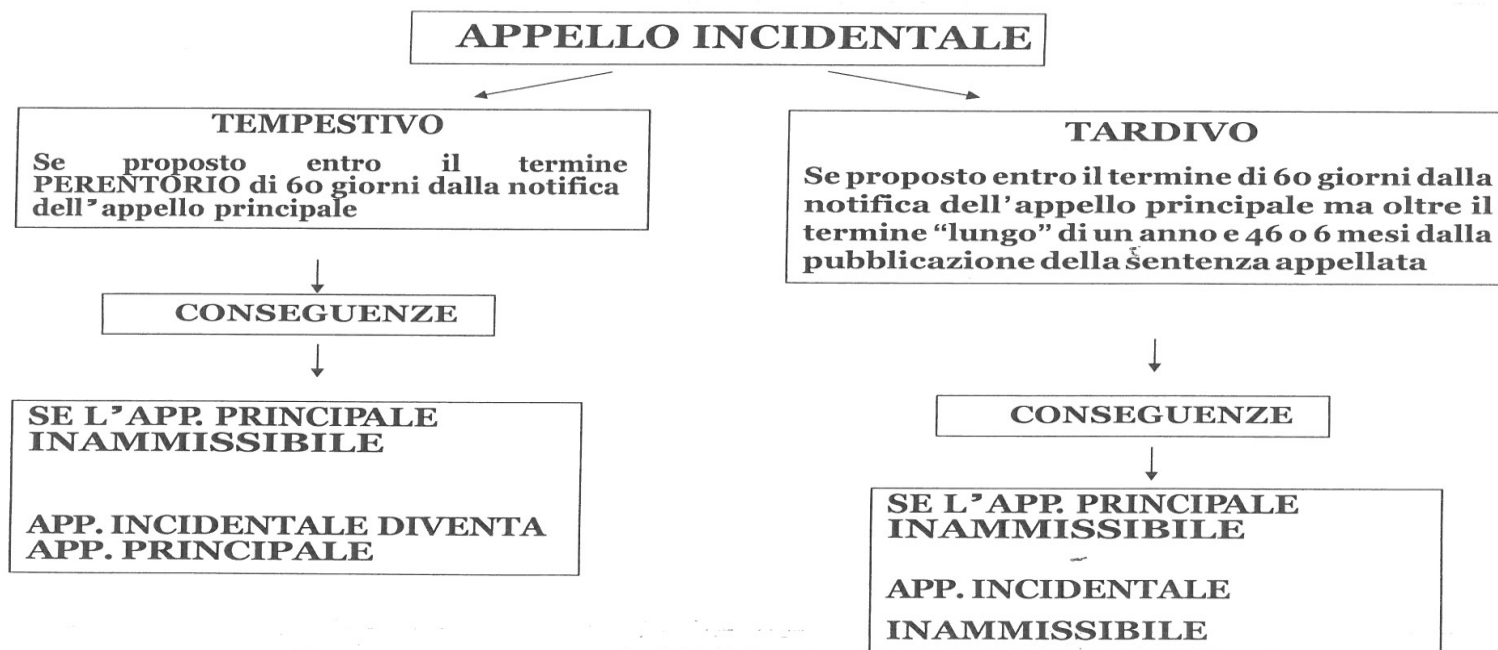 APPELLO INCIDENTALE
TEMPESTIVO
Se proposto entro il termine
PERENTORIO di 60 giorni dalla notifica
dell'appello principale
CONSEGUENZE
SE L'APP. PRINCIPALE
INAMMISSIBILE
APP. INCIDENTALE DIVENTA
APP. PRINCIPALE
TARDIVO
Se proposto entro il termine di 60 giorni dalla
notifica dell'appello principale ma oltre il
termine “lungo” di un anno e 46 o 6 mesi dalla
pubblicazione della sentenza appellata
CONSEGUENZE
SE L'APP. PRINCIPALE
INAMMISSIBILE
APP. INCIDENTALE
INAMMISSIBILE